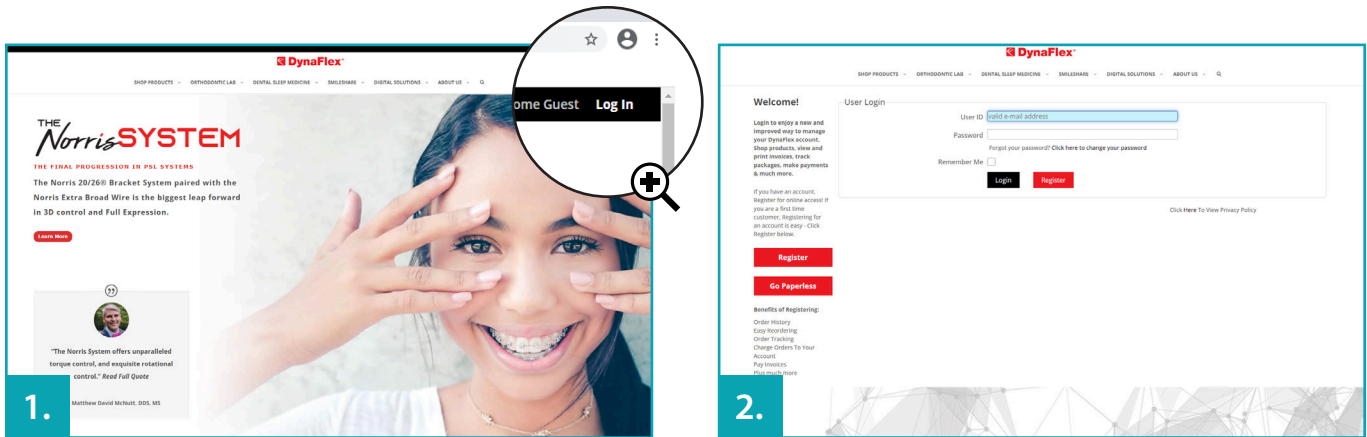 DynaFlex
SHOP PRODUCTS ORTHODONTIC LAB DENTAL SLEEP MEDICINE SMILESHARE DIGITAL SOLUTIONS ABOUT US
ome Guest Log In
THE
Norris SYSTEM
THE FINAL PROGRESSION IN PSL SYSTEMS
The Norris 20/26® Bracket System paired with the
Norris Extra Broad Wire is the biggest leap forward
in 3D control and Full Expression.
Learn More
"The Norris System offers unparalleled
torque control, and exquisite rotational
control." Read Full Quote
Matthew David McNutt, DDS, MS
1.
DynaFlex
SHOP PRODUCTS ORTHODONTIC LAB DENTAL SLEEP MEDICINE SMILESHARE DIGITAL SOLUTIONS ABOUT US
Welcome!
Login to enjoy a new and
improved way to manage
your DynaFlex account.
Shop products, view and
print invoices, track
packages, make payments
& much more.
If you have an account,
Register for online access! If
you are a first time
customer, Registering for
an account is easy - Click
Register below.
Register
Go Paperless
Benefits of Registering:
Order History
Easy Reordering
Order Tracking
Charge Orders To Your
Account
Pay Invoices
Plus much more
User Login
User ID valid e-mail address
Password
Forgot your password? Click here to change your password
Remember Me
Login Register
Click Here To View Privacy Policy
2.